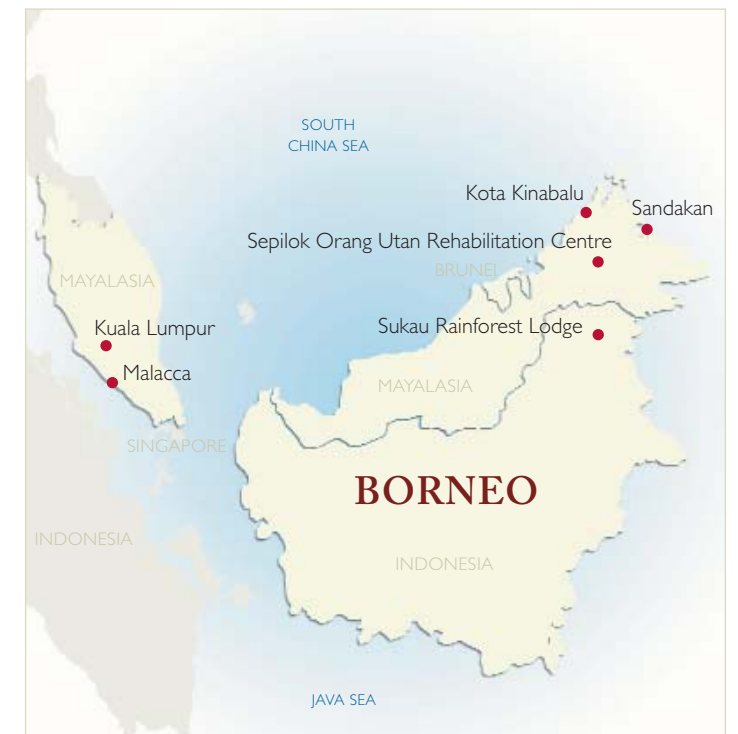 SOUTH
CHINA SEA
Kota Kinabalu
Sandakan
Sepilok Orang Utan Rehabilitation Centre
BRUNEI
MAYALASIA
Kuala Lumpur
Sukau Rainforest Lodge
Malacca
MAYALASIA
SINGAPORE
BORNEO
INDONESIA
INDONESIA
JAVA SEA